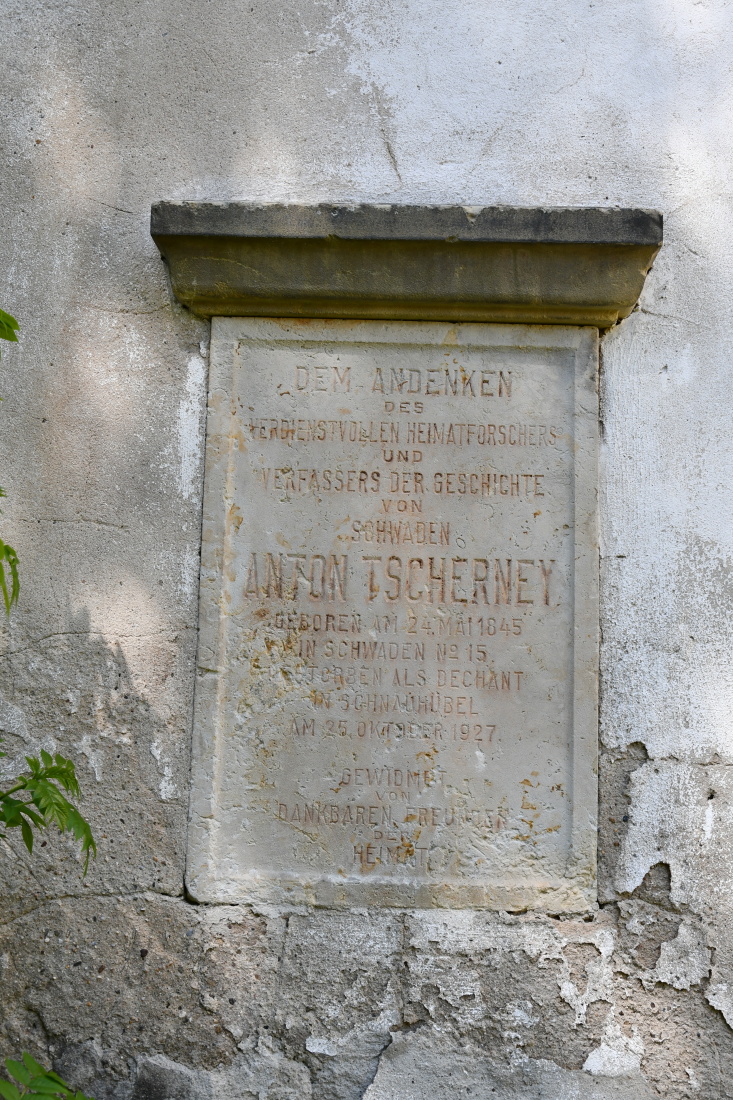 DEM ANDENKEN
DES
VERDIENSTVOLLEN HEIMATFORSCHERS
UND
VERFASSERS DER GESCHICHTE
VON
SCHWADEN
ANTON TSCHERNEY
GEBOREN AM 24. MAI 1845
IN SCHWADEN No 15.
GESTORBEN ALS DECHANT
IN SCHNAUHÜBEL
AM 25. OKTOBER 1927.
GEWIDMET
VON
DANKBAREN FREUNDEN
DER
HEIMAT